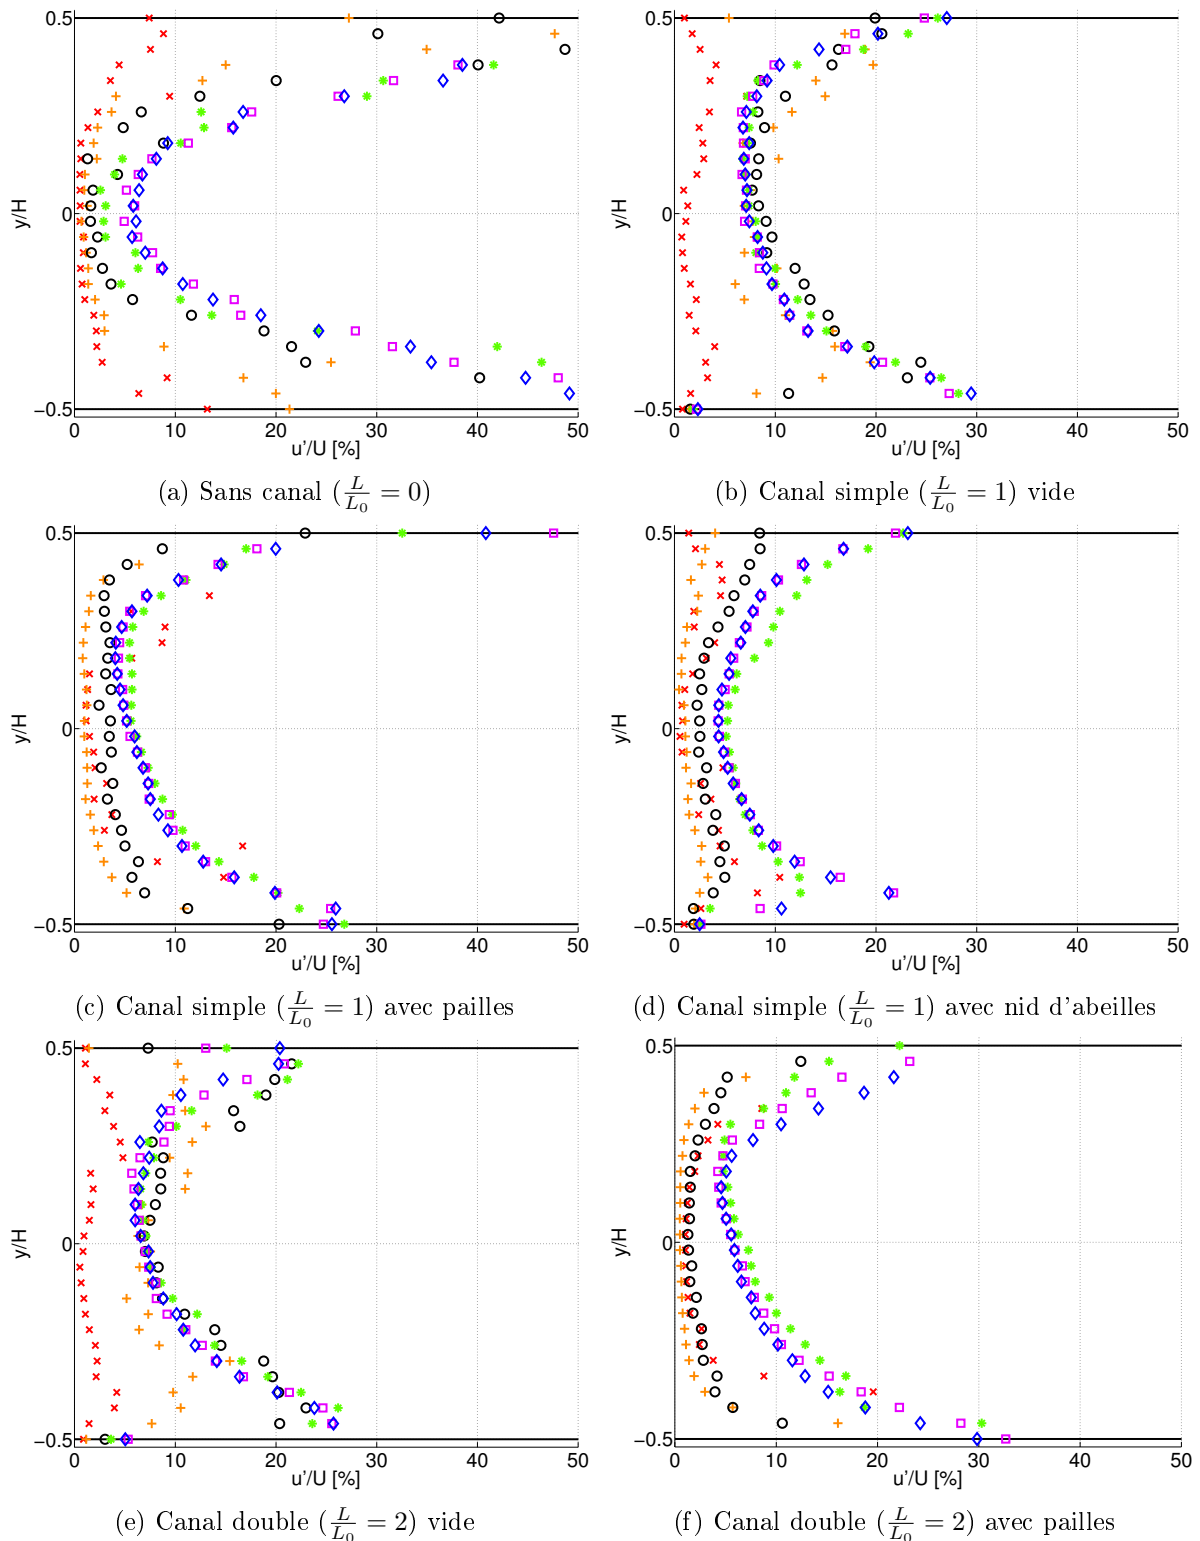 0.5
y/H
0
−0.5
0 10 20 30 40 50
u'/U [%]
(a) Sans canal (L/L₀ = 0)
0.5
y/H
0
−0.5
0 10 20 30 40 50
u'/U [%]
(b) Canal simple (L/L₀ = 1) vide
0.5
y/H
0
−0.5
0 10 20 30 40 50
u'/U [%]
(c) Canal simple (L/L₀ = 1) avec pailles
0.5
y/H
0
−0.5
0 10 20 30 40 50
u'/U [%]
(d) Canal simple (L/L₀ = 1) avec nid d'abeilles
0.5
y/H
0
−0.5
0 10 20 30 40 50
u'/U [%]
(e) Canal double (L/L₀ = 2) vide
0.5
y/H
0
−0.5
0 10 20 30 40 50
u'/U [%]
(f) Canal double (L/L₀ = 2) avec pailles